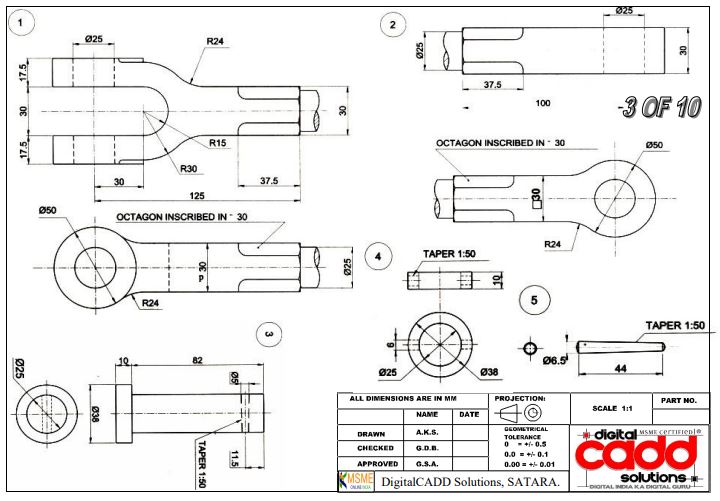 1
Ø25
R24
17.5
30
17.5
30
R15
R30
30
37.5
125
Ø50
OCTAGON INSCRIBED IN ⁻ 30
30
P
Ø25
R24
2
Ø25
Ø25
30
37.5
100
3 OF 10
Ø50
OCTAGON INSCRIBED IN ⁻ 30
□30
R24
3
Ø25
10
82
Ø38
Ø5
TAPER 1:50
11.5
4
TAPER 1:50
10
6
Ø25
Ø38
5
TAPER 1:50
Ø6.5
44
ALL DIMENSIONS ARE IN MM
NAME DATE
DRAWN A.K.S.
CHECKED G.D.B.
APPROVED G.S.A.
PROJECTION:
GEOMETRICAL
TOLERANCE
0 = +/- 0.5
0.0 = +/- 0.1
0.00 = +/- 0.01
SCALE 1:1
PART NO.
MSME CERTIFIED ®
digital
cadd
solutions
DIGITAL INDIA KA DIGITAL GURU
KMSME
ONLINE INDIA
DigitalCADD Solutions, SATARA.